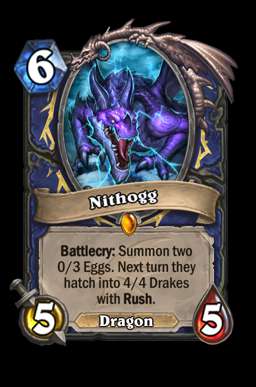 6
Nithogg
Battlecry: Summon two
0/3 Eggs. Next turn they
hatch into 4/4 Drakes
with Rush.
5
Dragon
5